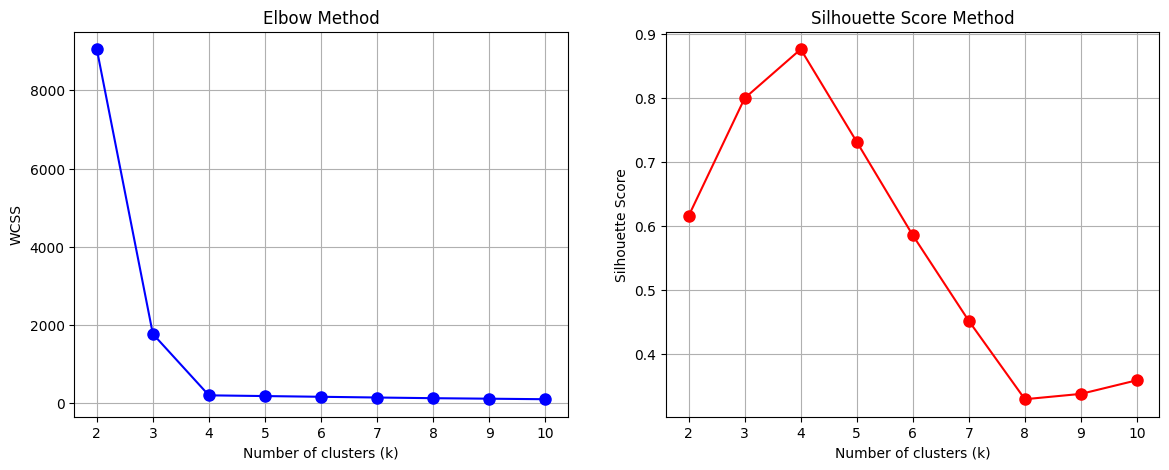 Elbow Method
WCSS
8000
6000
4000
2000
0
2 3 4 5 6 7 8 9 10
Number of clusters (k)
Silhouette Score Method
Silhouette Score
0.9
0.8
0.7
0.6
0.5
0.4
2 3 4 5 6 7 8 9 10
Number of clusters (k)